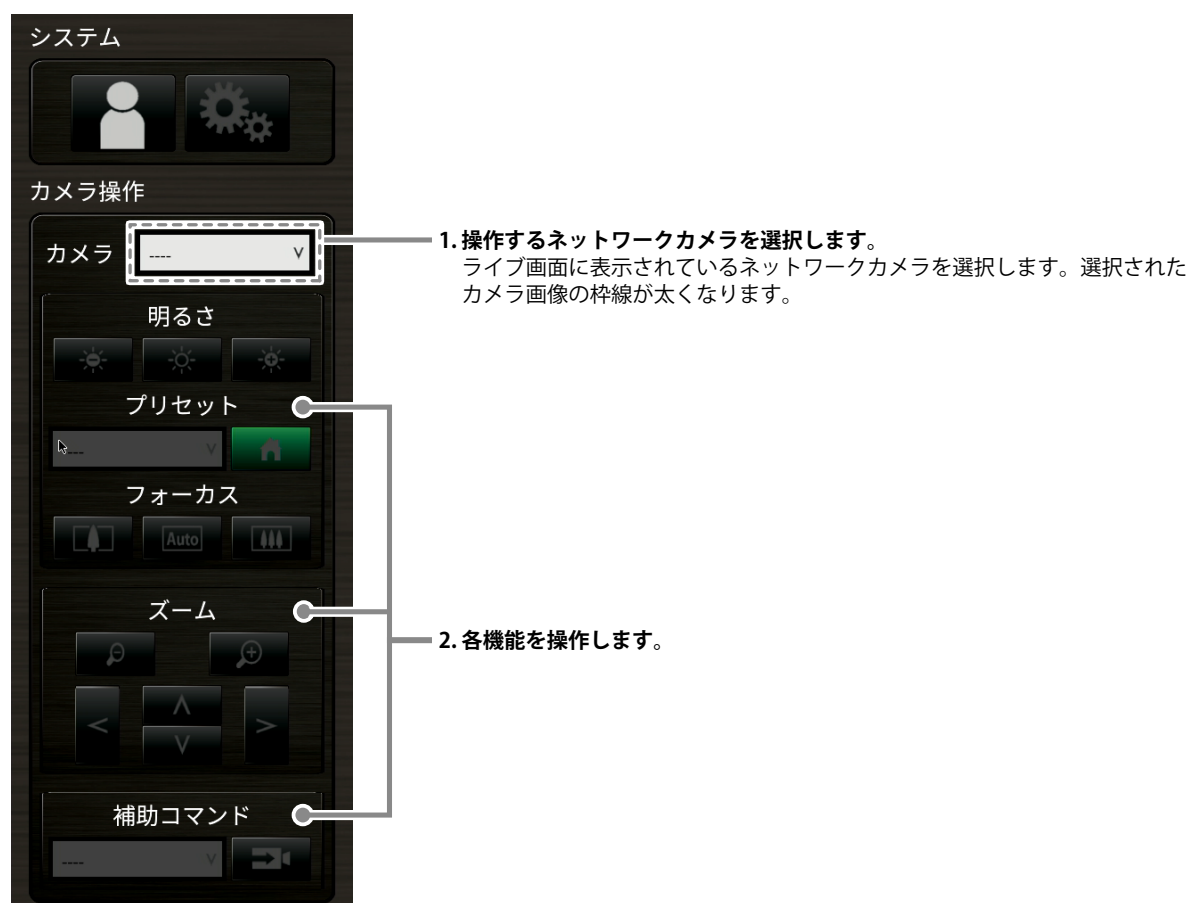 システム
カメラ操作
カメラ
----
1. 操作するネットワークカメラを選択します。
ライブ画面に表示されているネットワークカメラを選択します。選択された
カメラ画像の枠線が太くなります。
明るさ
プリセット
----
フォーカス
Auto
ズーム
2. 各機能を操作します。
補助コマンド
----